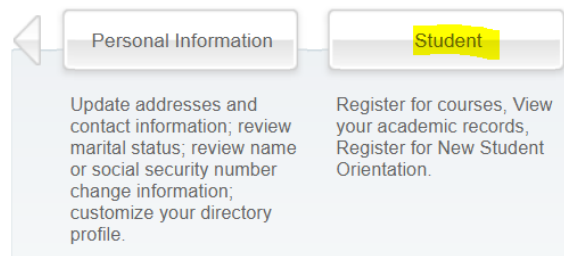 Personal Information
Student
Update addresses and
contact information; review
marital status; review name
or social security number
change information;
customize your directory
profile.
Register for courses, View
your academic records,
Register for New Student
Orientation.